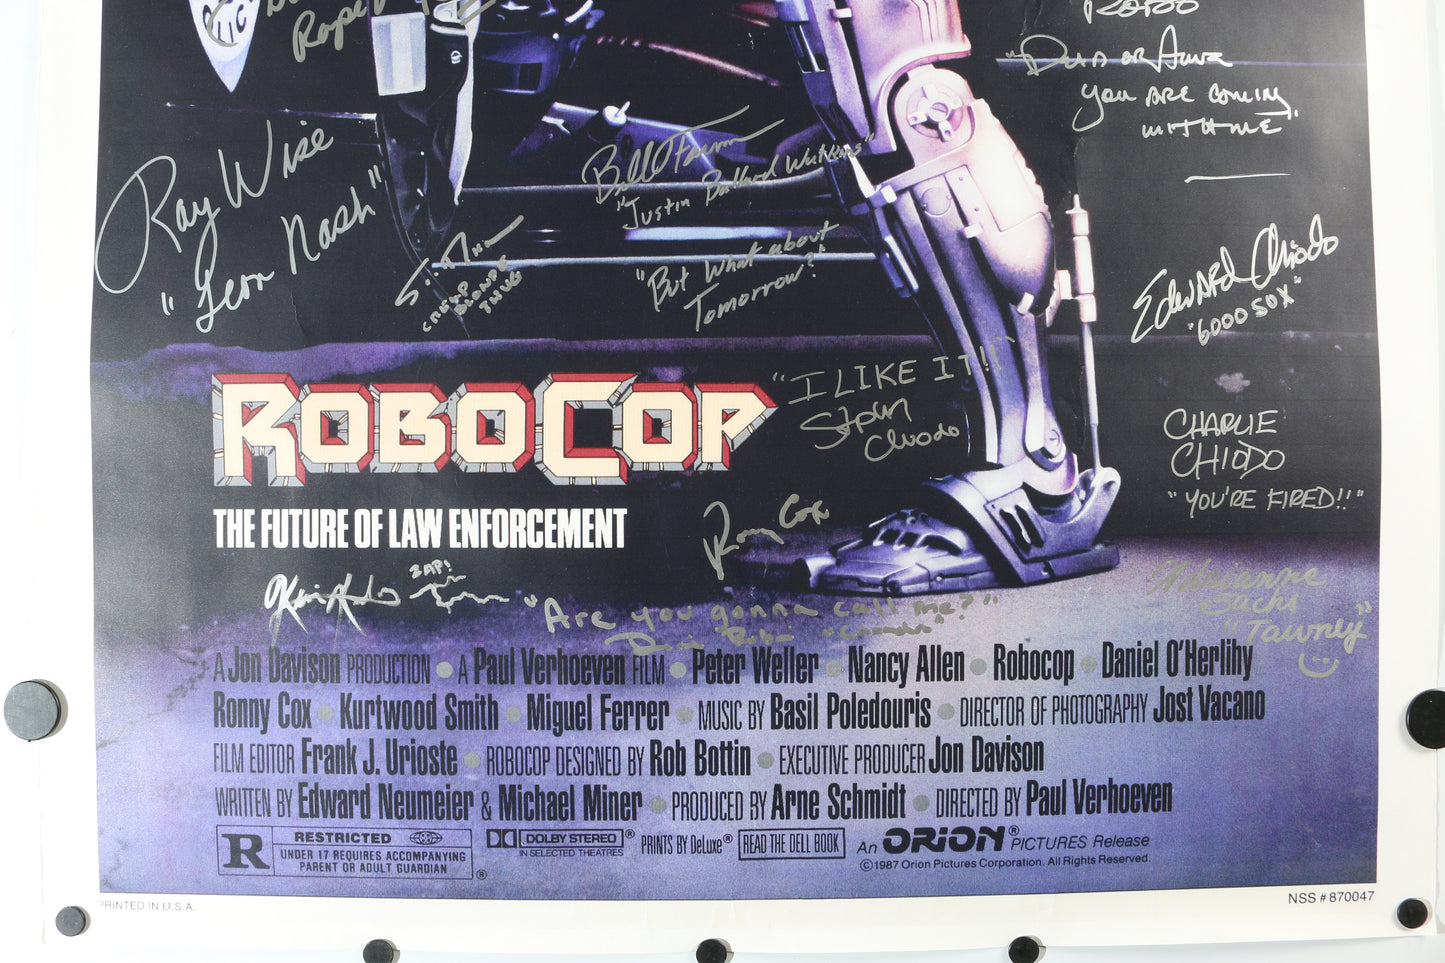 LIC
Robo
"Dead or Alive
you are coming
with me"
Ray Wise
"Leon Nash"
"Justin Ballard Watkins"
"But What about
Tomorrow?"
Edward Chiodo
"6000 SUX"
"I LIKE IT!!"
Stephen
Chiodo
CHARLIE
CHIODO
"YOU'RE FIRED!!"
ROBOCOP
THE FUTURE OF LAW ENFORCEMENT
Ronny Cox
ZAP!
"Are you gonna call me?"
Adrianne
Sachs
"Tawney"
A Jon Davison PRODUCTION • A Paul Verhoeven FILM • Peter Weller • Nancy Allen • Robocop • Daniel O'Herlihy
Ronny Cox • Kurtwood Smith • Miguel Ferrer • MUSIC BY Basil Poledouris • DIRECTOR OF PHOTOGRAPHY Jost Vacano
FILM EDITOR Frank J. Urioste • ROBOCOP DESIGNED BY Rob Bottin • EXECUTIVE PRODUCER Jon Davison
WRITTEN BY Edward Neumeier & Michael Miner • PRODUCED BY Arne Schmidt • DIRECTED BY Paul Verhoeven
R RESTRICTED
UNDER 17 REQUIRES ACCOMPANYING
PARENT OR ADULT GUARDIAN ®
DOLBY STEREO ®
IN SELECTED THEATRES
PRINTS BY DeLuxe®
READ THE DELL BOOK
An ORION ® PICTURES Release
©1987 Orion Pictures Corporation. All Rights Reserved.
PRINTED IN U.S.A.
NSS # 870047